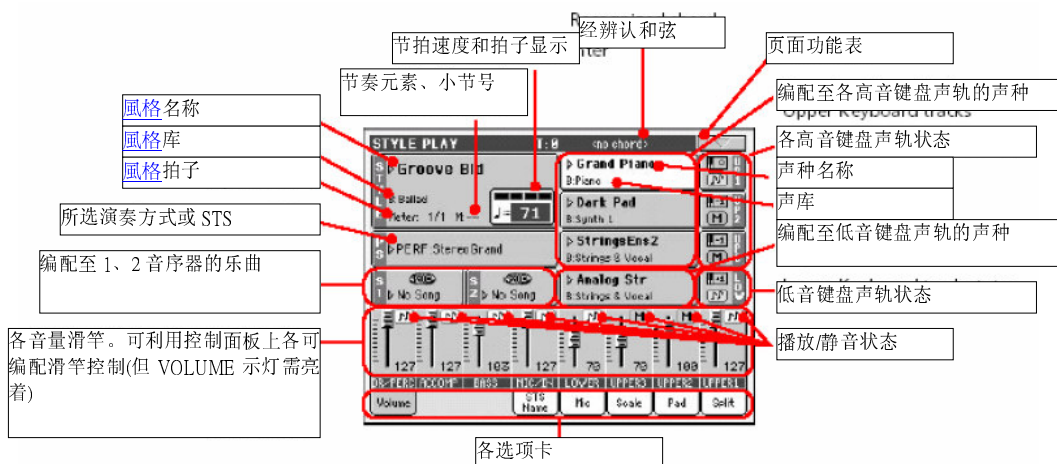 经辨认和弦
节拍速度和拍子显示
页面功能表
节奏元素、小节号
编配至各高音键盘声轨的声种
Upper Keyboard tracks
風格名称
風格库
風格拍子
各高音键盘声轨状态
声种名称
声库
所选演奏方式或 STS
编配至低音键盘声轨的声种
编配至 1、2 音序器的乐曲
低音键盘声轨状态
各音量滑竿。可利用控制面板上各可
编配滑竿控制(但 VOLUME 示灯需亮
着)
播放/静音状态
各选项卡
STYLE PLAY
<no chord>
Groove Bld
B:Ballad
Meter: 1/1 M:--
♩= 71
PERF:StereoGrand
No Song
No Song
Grand Piano
B:Piano
Dark Pad
B:Synth 1
StringsEns2
B:Strings & Vocal
Analog Str
B:Strings & Vocal
127 127 103 127 70 70 100 127
DR/PERC ACCOMP BASS MIC/IN LOWER UPPER3 UPPER2 UPPER1
Volume
STS Name
Mic
Scale
Pad
Split